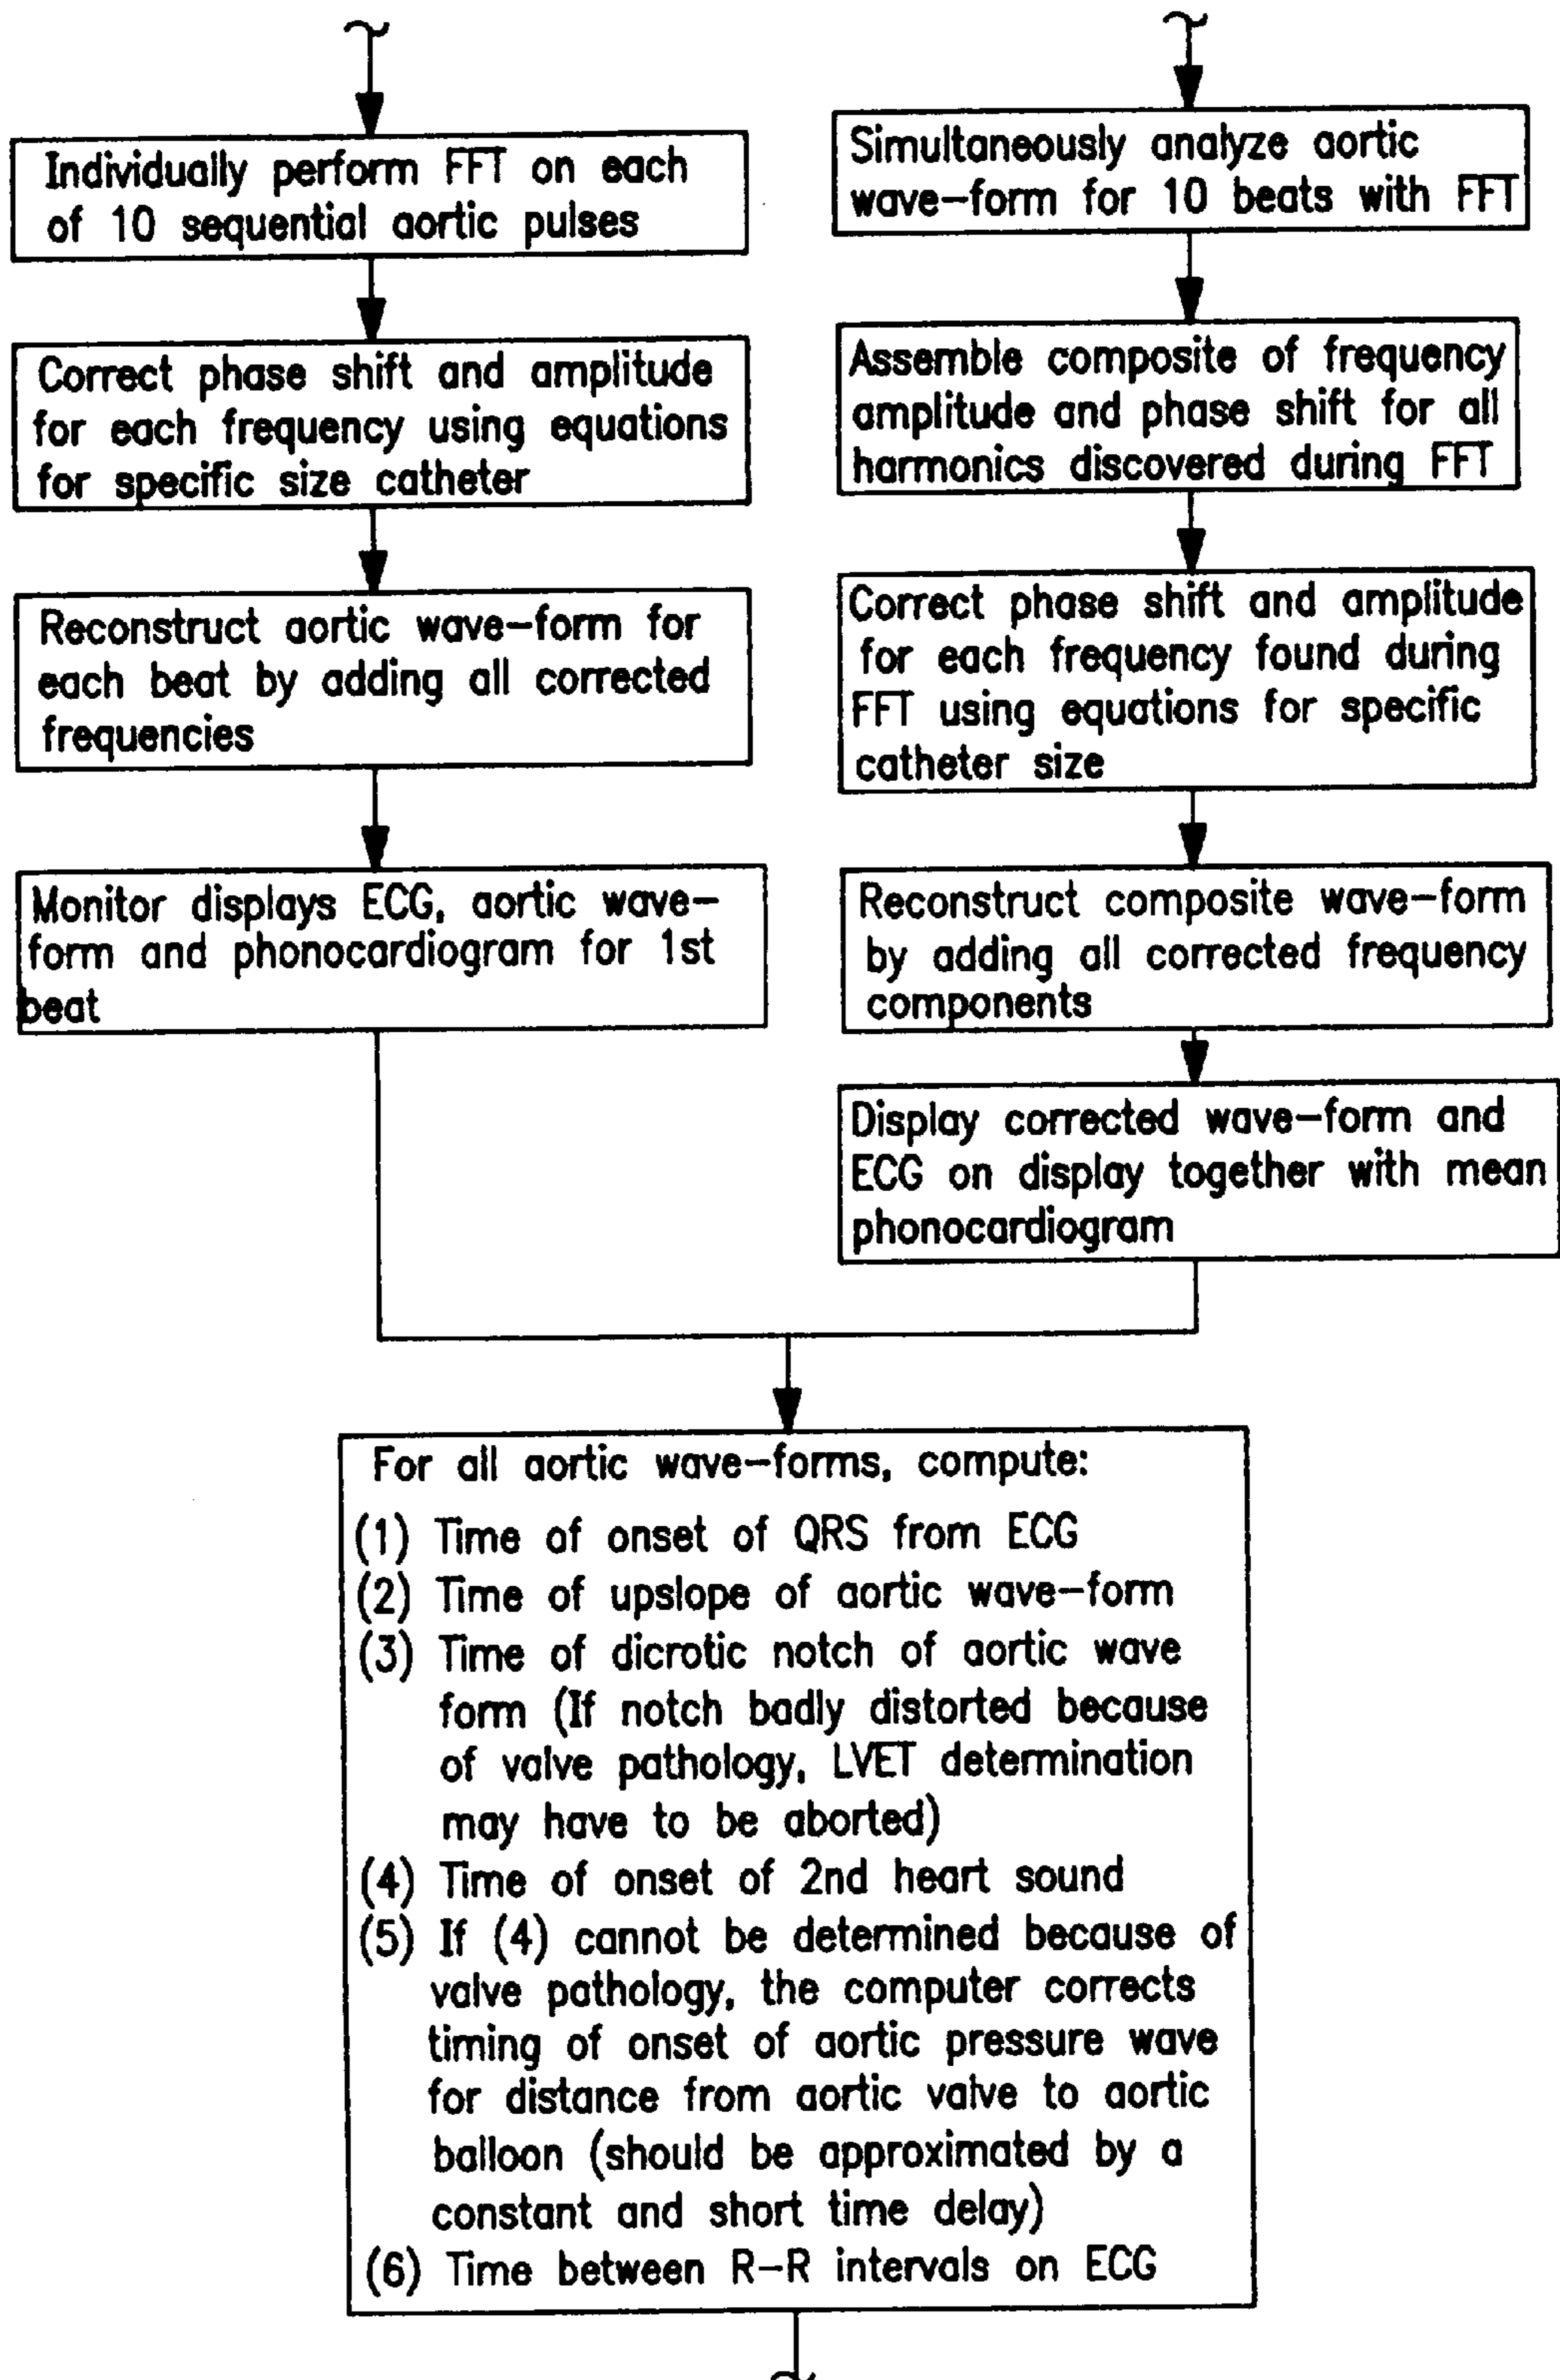 Individually perform FFT on each
of 10 sequential aortic pulses
Correct phase shift and amplitude
for each frequency using equations
for specific size catheter
Reconstruct aortic wave-form for
each beat by adding all corrected
frequencies
Monitor displays ECG, aortic wave-
form and phonocardiogram for 1st
beat
Simultaneously analyze aortic
wave-form for 10 beats with FFT
Assemble composite of frequency
amplitude and phase shift for all
harmonics discovered during FFT
Correct phase shift and amplitude
for each frequency found during
FFT using equations for specific
catheter size
Reconstruct composite wave-form
by adding all corrected frequency
components
Display corrected wave-form and
ECG on display together with mean
phonocardiogram
For all aortic wave-forms, compute:
(1) Time of onset of QRS from ECG
(2) Time of upslope of aortic wave-form
(3) Time of dicrotic notch of aortic wave
form (If notch badly distorted because
of valve pathology, LVET determination
may have to be aborted)
(4) Time of onset of 2nd heart sound
(5) If (4) cannot be determined because of
valve pathology, the computer corrects
timing of onset of aortic pressure wave
for distance from aortic valve to aortic
balloon (should be approximated by a
constant and short time delay)
(6) Time between R-R intervals on ECG